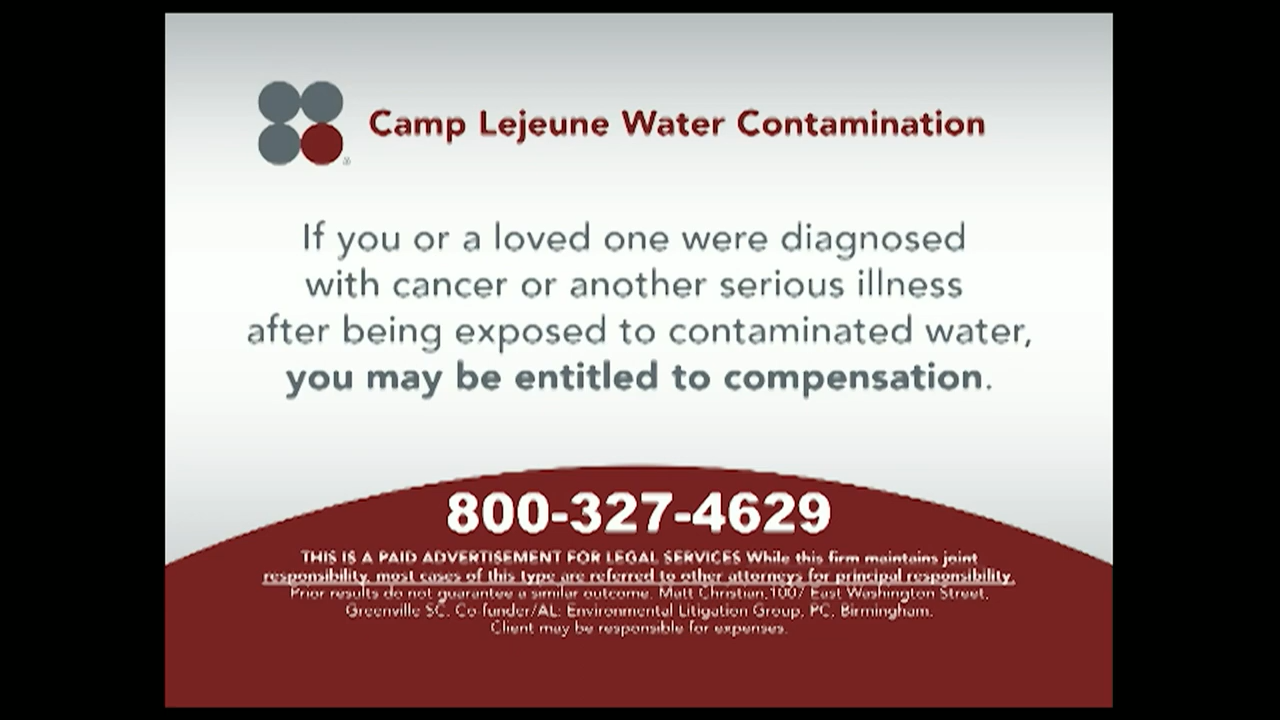 Camp Lejeune Water Contamination
If you or a loved one were diagnosed
with cancer or another serious illness
after being exposed to contaminated water,
you may be entitled to compensation.
800-327-4629
THIS IS A PAID ADVERTISEMENT FOR LEGAL SERVICES While this firm maintains joint
responsibility, most cases of this type are referred to other attorneys for principal responsibility.
Prior results do not guarantee a similar outcome. Matt Christian,1007 East Washington Street,
Greenville SC. Co-funder/AL: Environmental Litigation Group, PC, Birmingham.
Client may be responsible for expenses.